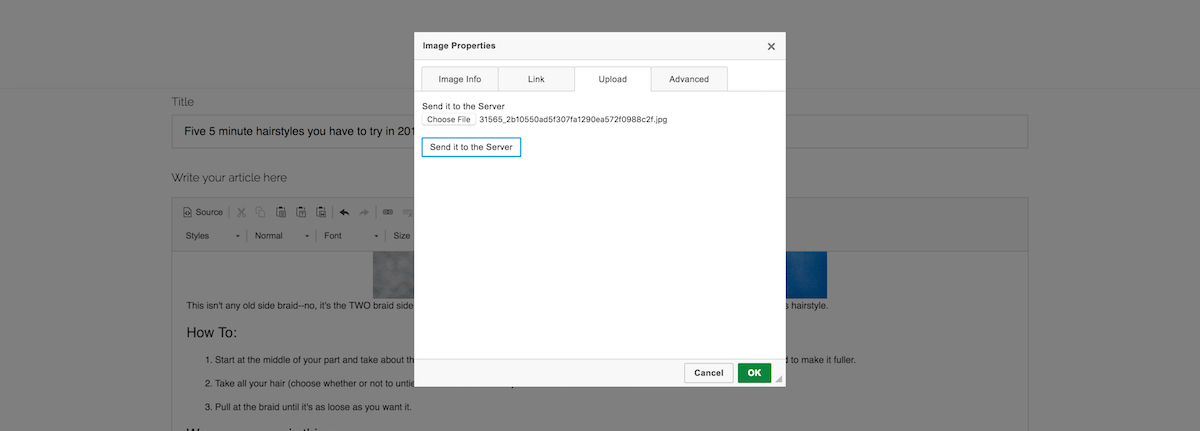 Image Properties
Image Info
Link
Upload
Advanced
Send it to the Server
Choose File 31565_2b10550ad5f307fa1290ea572f0988c2f.jpg
Send it to the Server
Cancel
OK
Title
Five 5 minute hairstyles you have to try in 201
Write your article here
Source
Styles
Normal
Font
Size
This isn't any old side braid--no, it's the TWO braid side
hairstyle.
How To:
1. Start at the middle of your part and take about
to make it fuller.
2. Take all your hair (choose whether or not to
3. Pull at the braid until it's as loose as you want it.